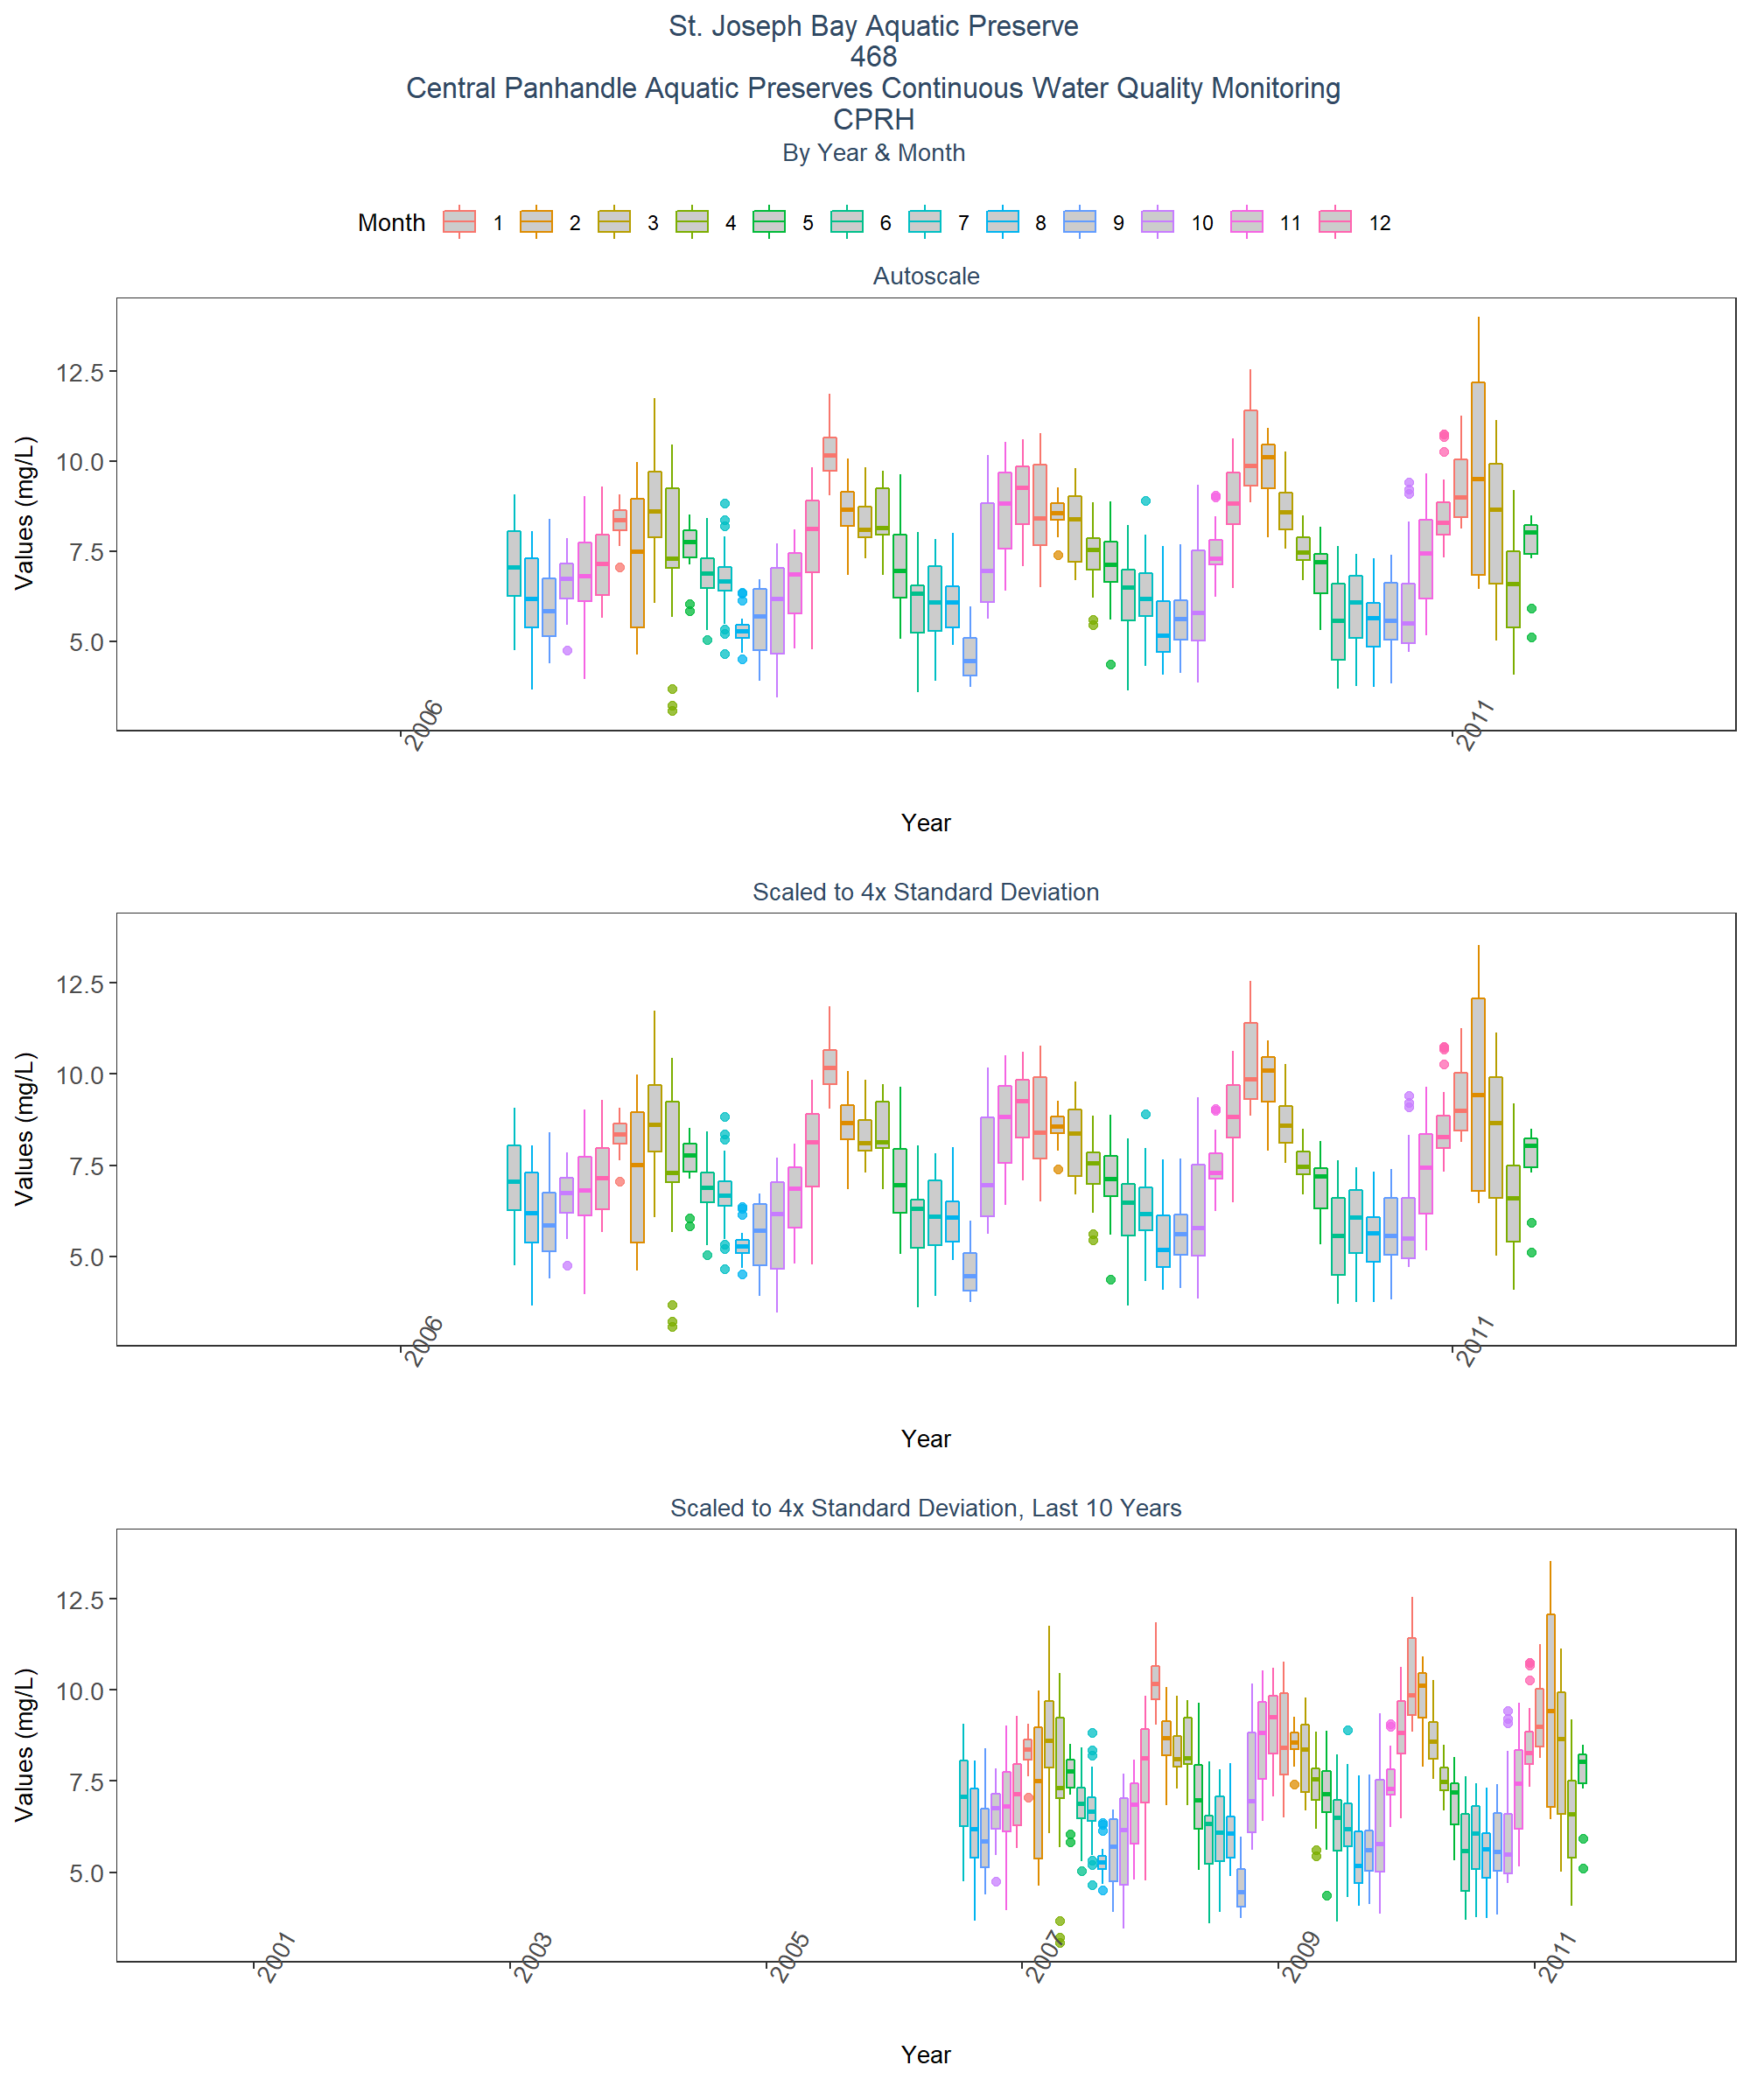 St. Joseph Bay Aquatic Preserve
468
Central Panhandle Aquatic Preserves Continuous Water Quality Monitoring
CPRH
By Year & Month
Month 1 2 3 4 5 6 7 8 9 10 11 12
Autoscale
Values (mg/L)
12.5
10.0
7.5
5.0
2006 2011
Year
Scaled to 4x Standard Deviation
Values (mg/L)
12.5
10.0
7.5
5.0
2006 2011
Year
Scaled to 4x Standard Deviation, Last 10 Years
Values (mg/L)
12.5
10.0
7.5
5.0
2001 2003 2005 2007 2009 2011
Year